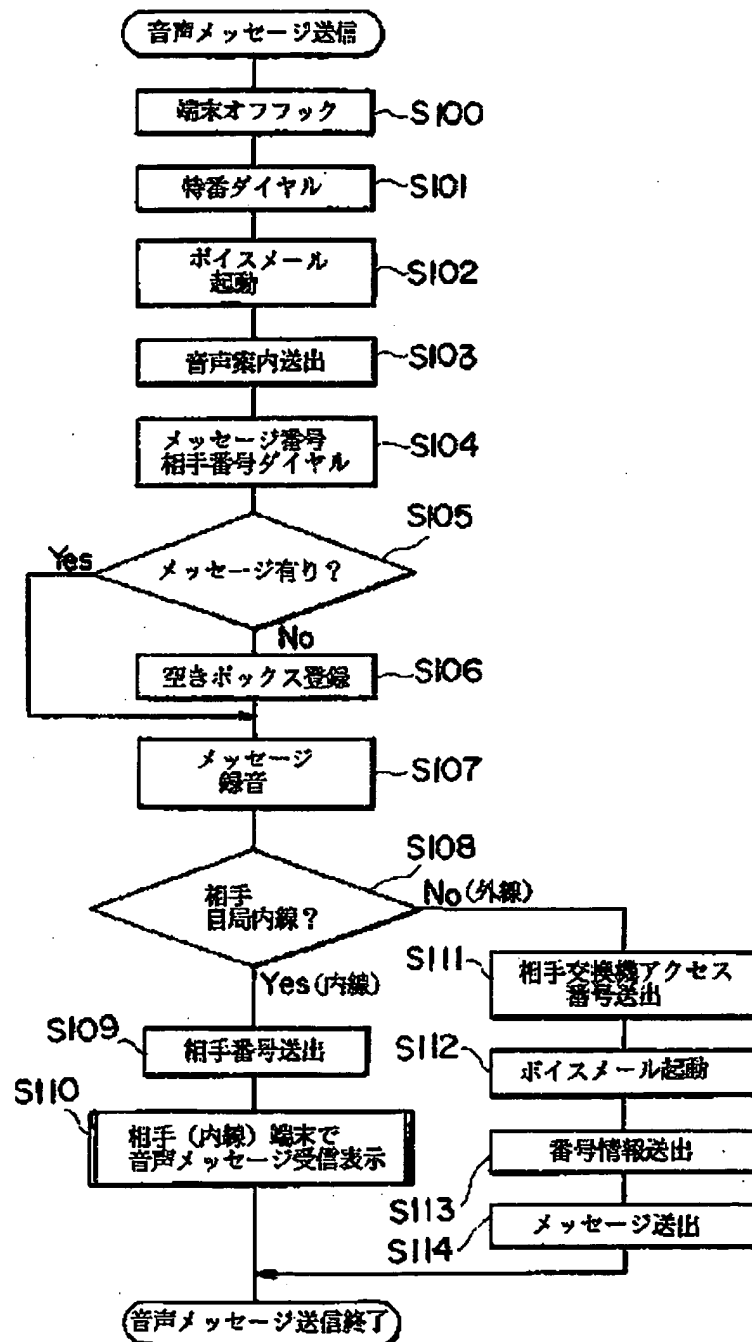 音声メッセージ送信
端末オフフック
S100
特番ダイヤル
S101
ボイスメール
起動
S102
音声案内送出
S103
メッセージ番号
相手番号ダイヤル
S104
S105
Yes
メッセージ有り?
No
空きボックス登録
S106
メッセージ
録音
S107
S108
相手
自局内線?
No(外線)
Yes(内線)
S109
相手番号送出
S110
相手(内線)端末で
音声メッセージ受信表示
S111
相手交換機アクセス
番号送出
S112
ボイスメール起動
番号情報送出
S113
メッセージ送出
S114
音声メッセージ送信終了